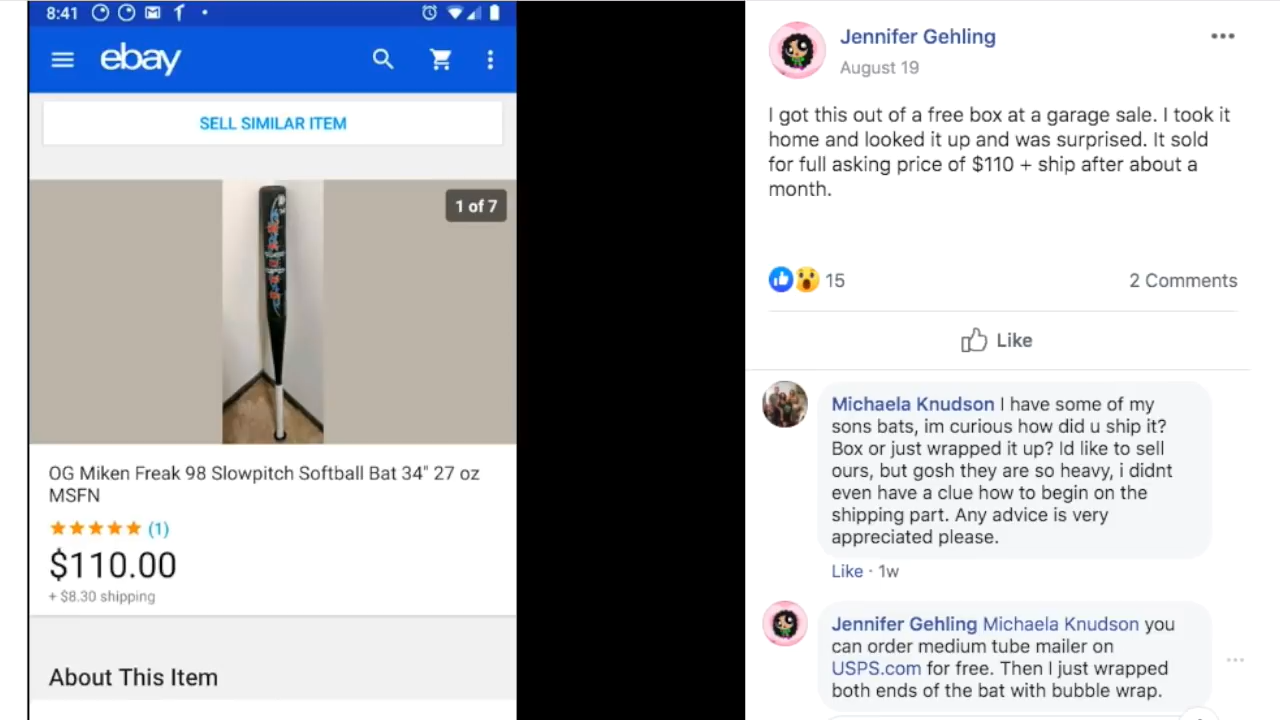 8:41
ebay
SELL SIMILAR ITEM
1 of 7
OG Miken Freak 98 Slowpitch Softball Bat 34" 27 oz
MSFN
(1)
$110.00
+ $8.30 shipping
About This Item
Jennifer Gehling
August 19
I got this out of a free box at a garage sale. I took it
home and looked it up and was surprised. It sold
for full asking price of $110 + ship after about a
month.
15
2 Comments
Like
Michaela Knudson I have some of my
sons bats, im curious how did u ship it?
Box or just wrapped it up? Id like to sell
ours, but gosh they are so heavy, i didnt
even have a clue how to begin on the
shipping part. Any advice is very
appreciated please.
Like · 1w
Jennifer Gehling Michaela Knudson you
can order medium tube mailer on
USPS.com for free. Then I just wrapped
both ends of the bat with bubble wrap.